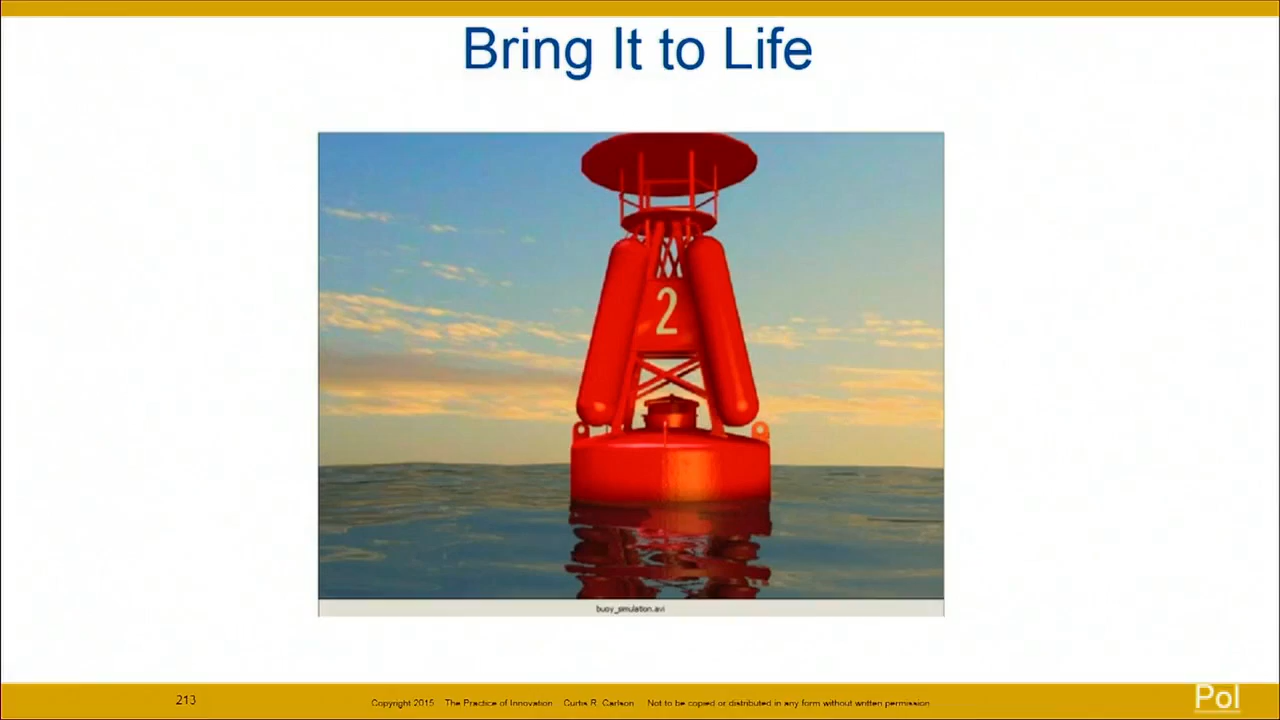 Bring It to Life
2
buoy_simulation.avi
213
Copyright 2015 The Practice of Innovation Curtis R. Carlson Not to be copied or distributed in any form without written permission
Pol